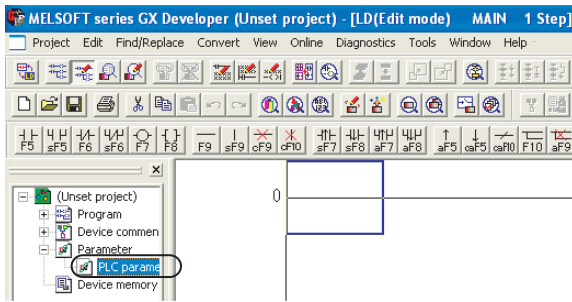 MELSOFT series GX Developer (Unset project) - [LD(Edit mode) MAIN 1 Step]
Project Edit Find/Replace Convert View Online Diagnostics Tools Window Help
F5 sF5 F6 sF6 F7 F8 F9 sF9 cF9 cF10 sF7 sF8 aF7 aF8 aF5 caF5 caF10 F10 aF9
(Unset project)
Program
Device commen
Parameter
PLC parame
Device memory
0